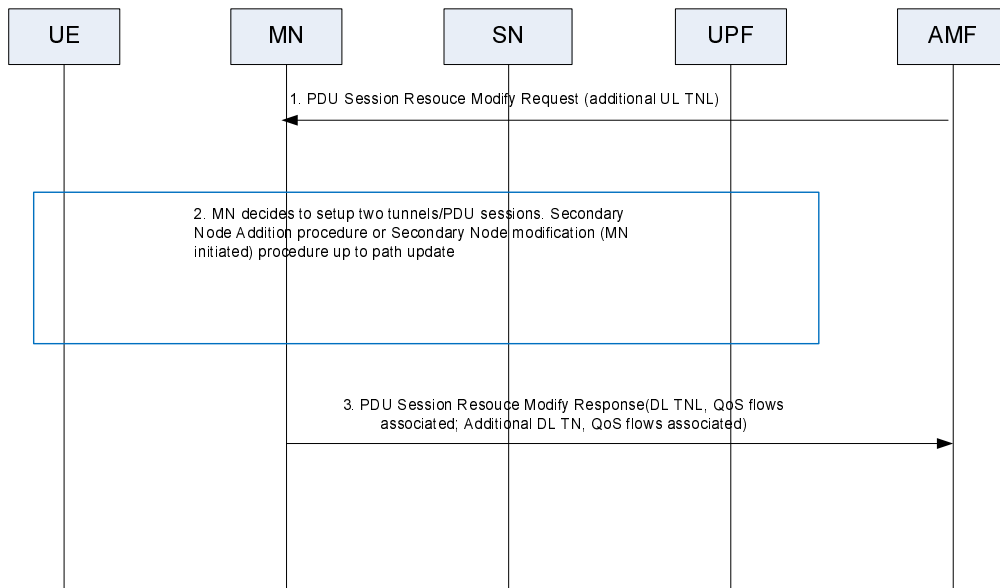 UE MN SN UPF AMF
1. PDU Session Resouce Modify Request (additional UL TNL)
2. MN decides to setup two tunnels/PDU sessions. Secondary
Node Addition procedure or Secondary Node modification (MN
initiated) procedure up to path update
3. PDU Session Resouce Modify Response(DL TNL, QoS flows
associated; Additional DL TN, QoS flows associated)